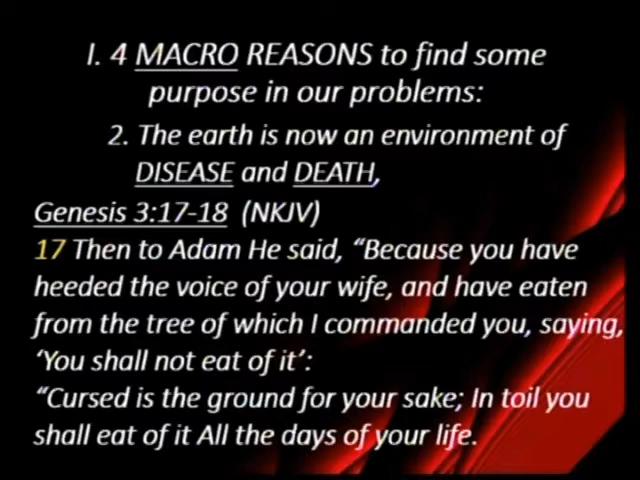 I. 4 MACRO REASONS to find some
purpose in our problems:
2. The earth is now an environment of
DISEASE and DEATH,
Genesis 3:17-18 (NKJV)
17 Then to Adam He said, “Because you have
heeded the voice of your wife, and have eaten
from the tree of which I commanded you, saying,
‘You shall not eat of it’:
“Cursed is the ground for your sake; In toil you
shall eat of it All the days of your life.